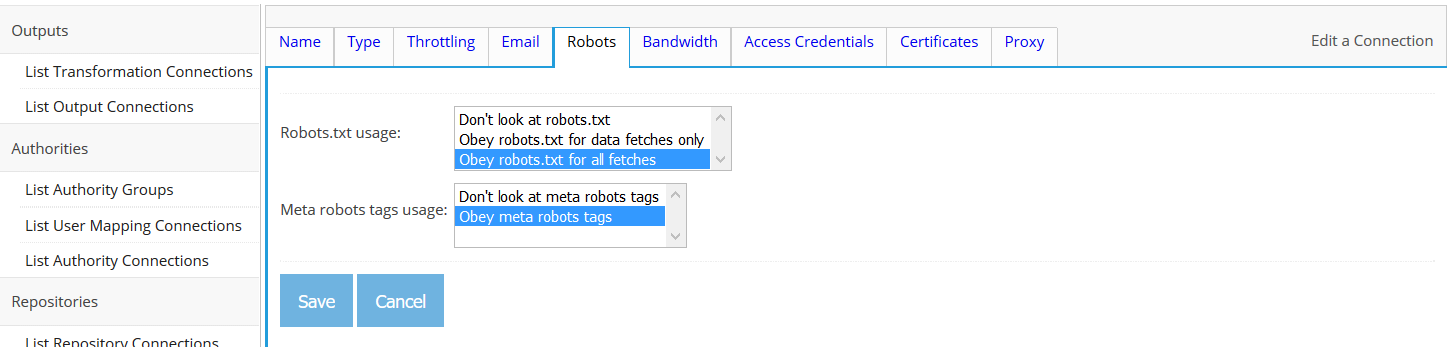 Outputs
List Transformation Connections
List Output Connections
Authorities
List Authority Groups
List User Mapping Connections
List Authority Connections
Repositories
List Repository Connections
Name Type Throttling Email Robots Bandwidth Access Credentials Certificates Proxy Edit a Connection
Robots.txt usage:
Don't look at robots.txt
Obey robots.txt for data fetches only
Obey robots.txt for all fetches
Meta robots tags usage:
Don't look at meta robots tags
Obey meta robots tags
Save Cancel